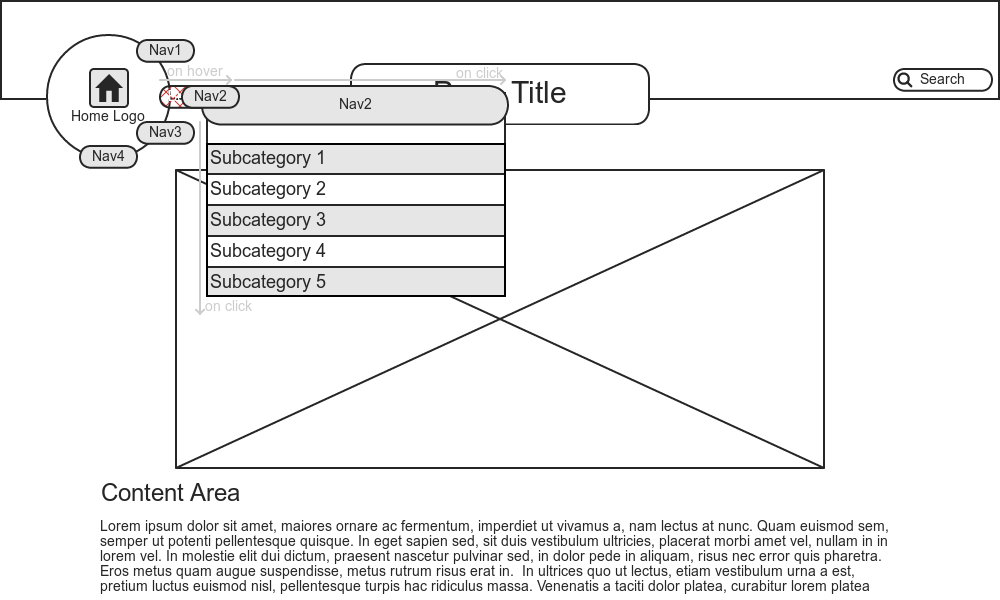 Nav1
on hover
on click
Title
Search
Home Logo
Nav2
Nav2
Nav3
Nav4
Subcategory 1
Subcategory 2
Subcategory 3
Subcategory 4
Subcategory 5
on click
Content Area
Lorem ipsum dolor sit amet, maiores ornare ac fermentum, imperdiet ut vivamus a, nam lectus at nunc. Quam euismod sem,
semper ut potenti pellentesque quisque. In eget sapien sed, sit duis vestibulum ultricies, placerat morbi amet vel, nullam in in
lorem vel. In molestie elit dui dictum, praesent nascetur pulvinar sed, in dolor pede in aliquam, risus nec error quis pharetra.
Eros metus quam augue suspendisse, metus rutrum risus erat in.  In ultrices quo ut lectus, etiam vestibulum urna a est,
pretium luctus euismod nisl, pellentesque turpis hac ridiculus massa. Venenatis a taciti dolor platea, curabitur lorem platea